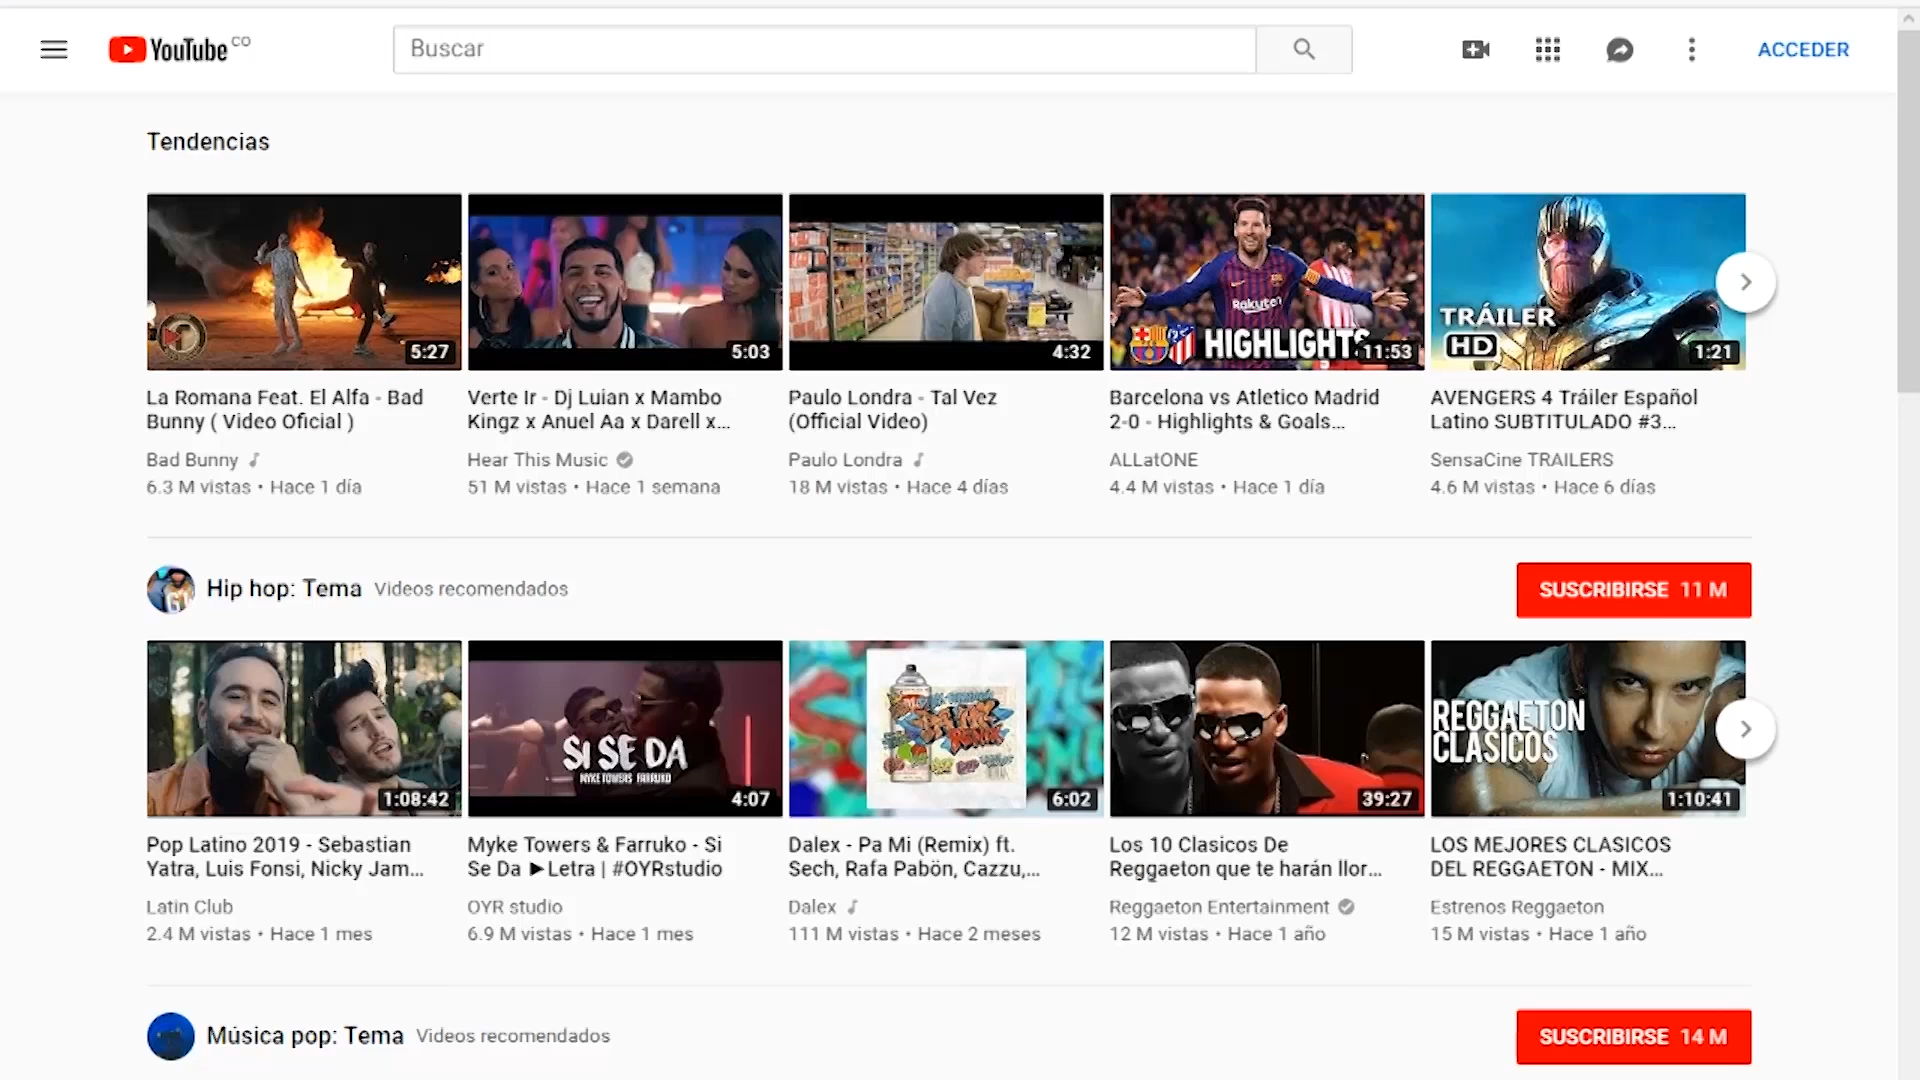 YouTube CO
Buscar
ACCEDER
Tendencias
5:27
5:03
4:32
Rakuten
HIGHLIGHTS
11:53
TRÁILER
HD
1:21
La Romana Feat. El Alfa - Bad
Bunny ( Video Oficial )
Bad Bunny
6.3 M vistas • Hace 1 día
Verte Ir - Dj Luian x Mambo
Kingz x Anuel Aa x Darell x...
Hear This Music
51 M vistas • Hace 1 semana
Paulo Londra - Tal Vez
(Official Video)
Paulo Londra
18 M vistas • Hace 4 días
Barcelona vs Atletico Madrid
2-0 - Highlights & Goals...
ALLatONE
4.4 M vistas • Hace 1 día
AVENGERS 4 Tráiler Español
Latino SUBTITULADO #3...
SensaCine TRAILERS
4.6 M vistas • Hace 6 días
Hip hop: Tema Videos recomendados
SUSCRIBIRSE 11 M
1:08:42
SI SE DA
MYKE TOWERS FARRUKO
4:07
6:02
39:27
REGGAETON
CLASICOS
1:10:41
Pop Latino 2019 - Sebastian
Yatra, Luis Fonsi, Nicky Jam...
Latin Club
2.4 M vistas • Hace 1 mes
Myke Towers & Farruko - Si
Se Da ►Letra | #OYRstudio
OYR studio
6.9 M vistas • Hace 1 mes
Dalex - Pa Mi (Remix) ft.
Sech, Rafa Pabön, Cazzu,...
Dalex
111 M vistas • Hace 2 meses
Los 10 Clasicos De
Reggaeton que te harán llor...
Reggaeton Entertainment
12 M vistas • Hace 1 año
LOS MEJORES CLASICOS
DEL REGGAETON - MIX...
Estrenos Reggaeton
15 M vistas • Hace 1 año
Música pop: Tema Videos recomendados
SUSCRIBIRSE 14 M